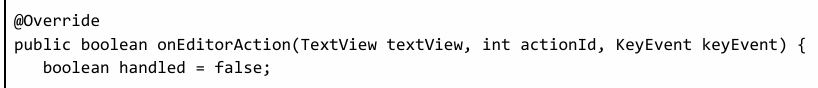 @Override
public boolean onEditorAction(TextView textView, int actionId, KeyEvent keyEvent) {
   boolean handled = false;